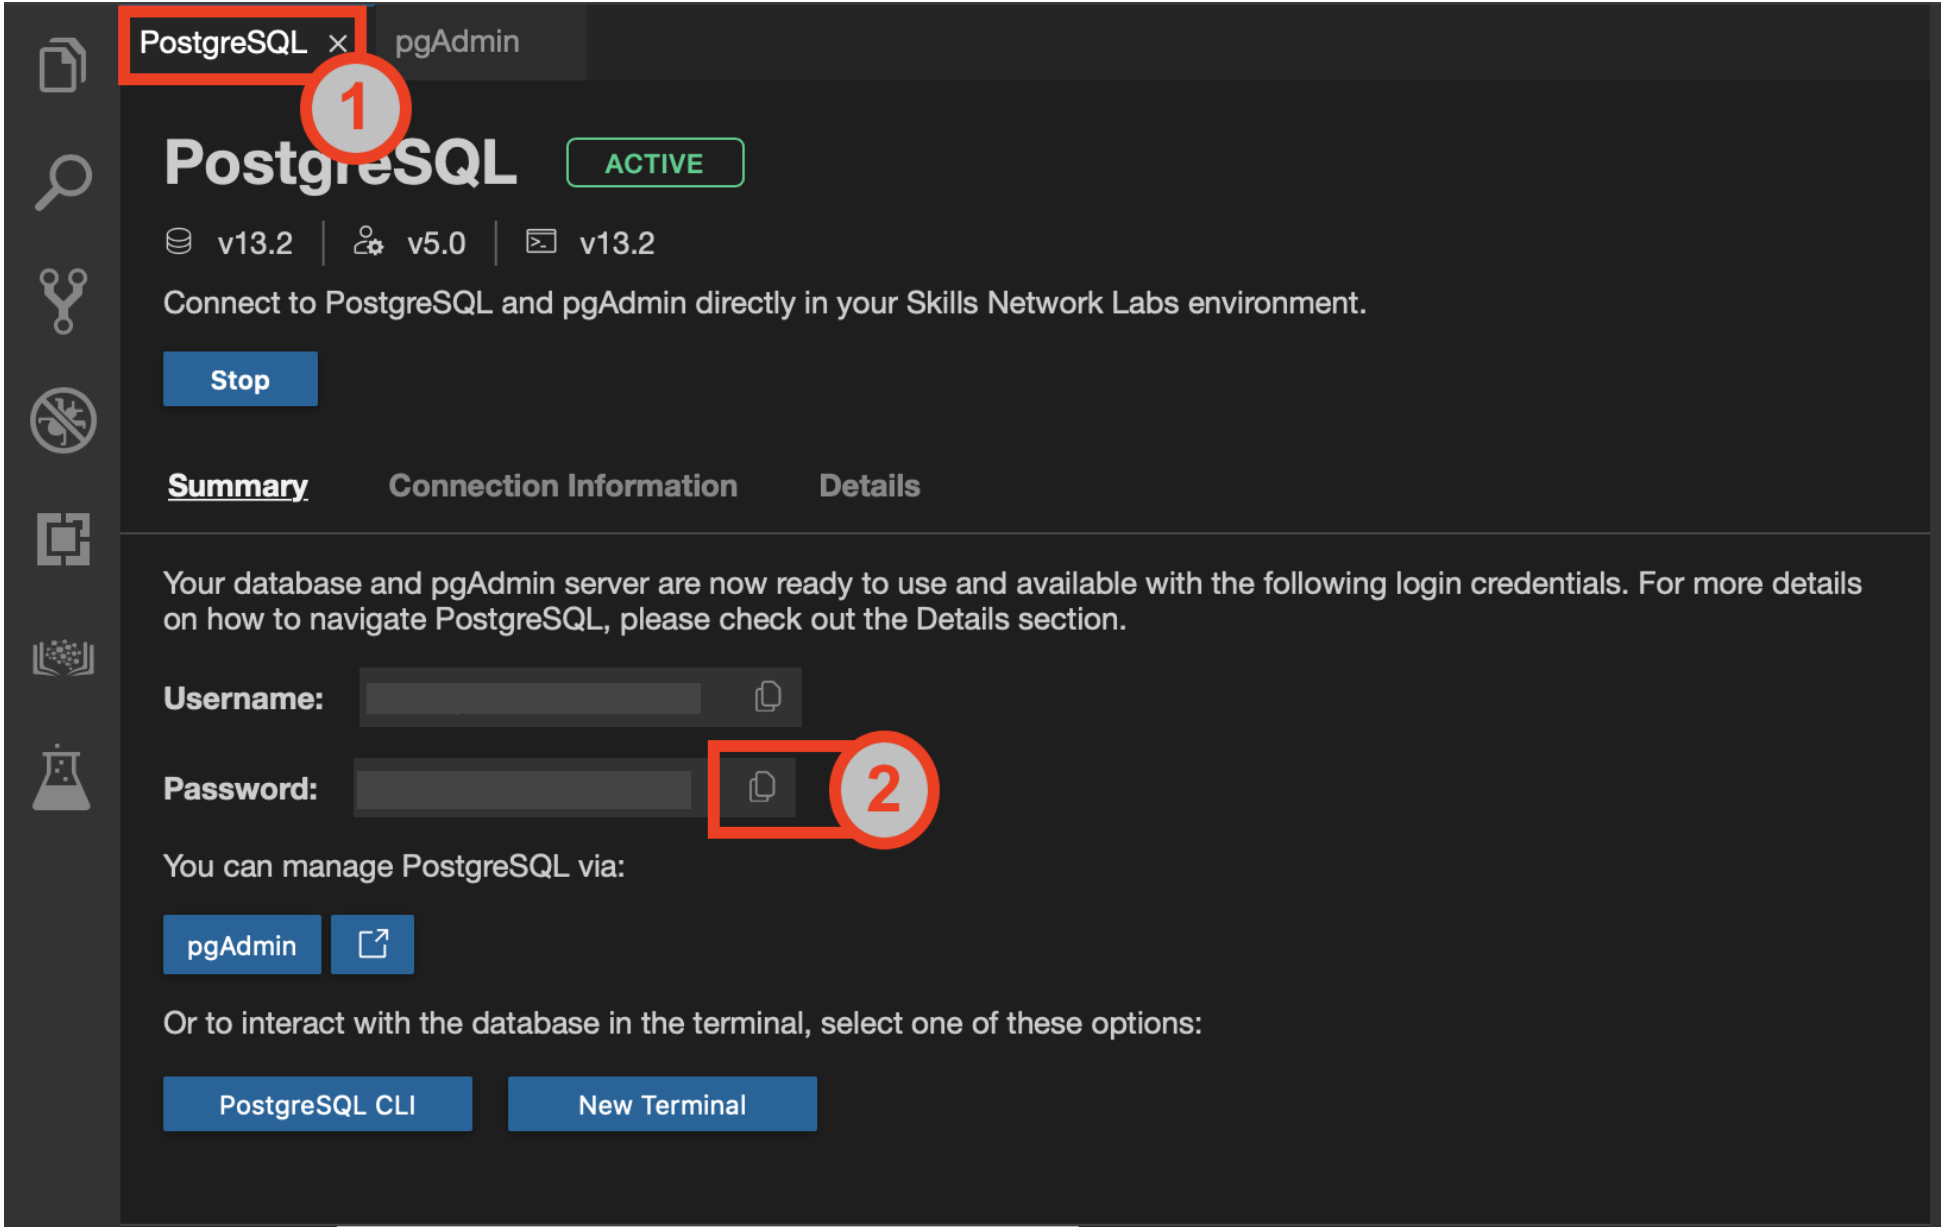 PostgreSQL × pgAdmin
1
PostgreSQL ACTIVE
v13.2 v5.0 v13.2
Connect to PostgreSQL and pgAdmin directly in your Skills Network Labs environment.
Stop
Summary Connection Information Details
Your database and pgAdmin server are now ready to use and available with the following login credentials. For more details
on how to navigate PostgreSQL, please check out the Details section.
Username:
Password:
2
You can manage PostgreSQL via:
pgAdmin
Or to interact with the database in the terminal, select one of these options:
PostgreSQL CLI New Terminal